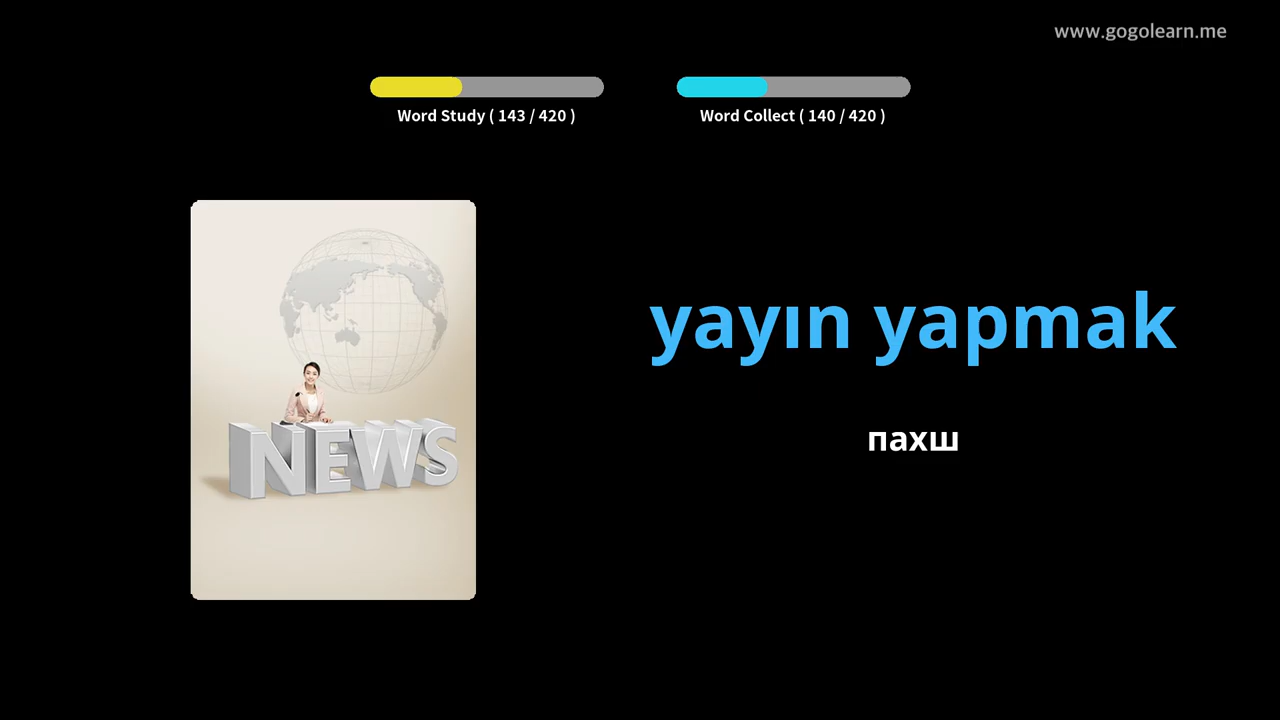 www.gogolearn.me
Word Study ( 143 / 420 )
Word Collect ( 140 / 420 )
NEWS
yayın yapmak
пахш